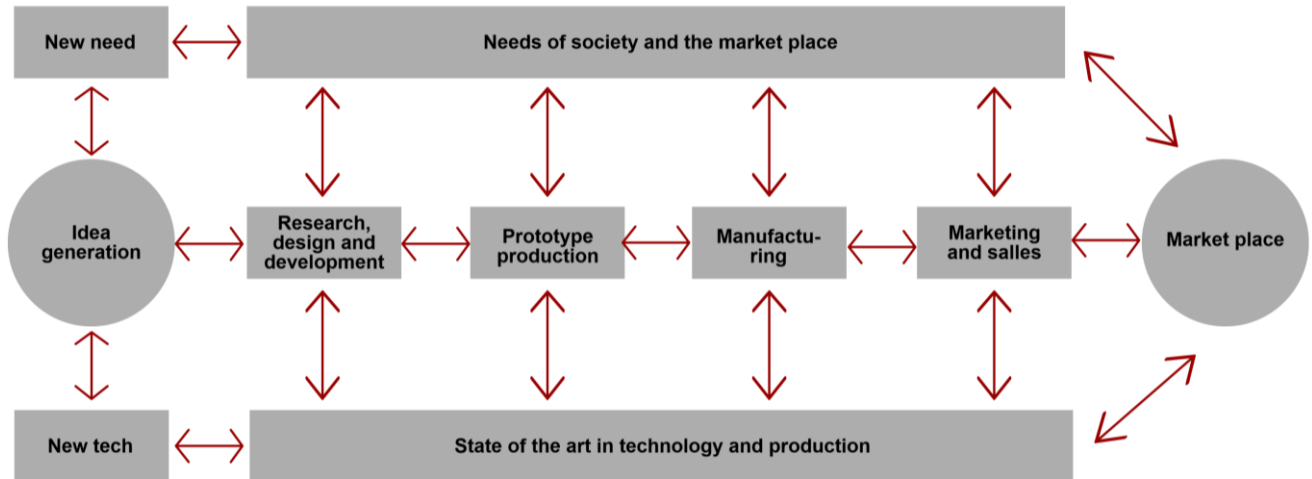 New need
Needs of society and the market place
Idea
generation
Research,
design and
development
Prototype
production
Manufactu-
ring
Marketing
and salles
Market place
New tech
State of the art in technology and production